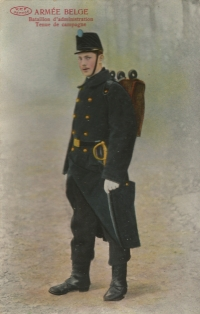 ARMÉE BELGE
Bataillon d'administration
Tenue de campagne